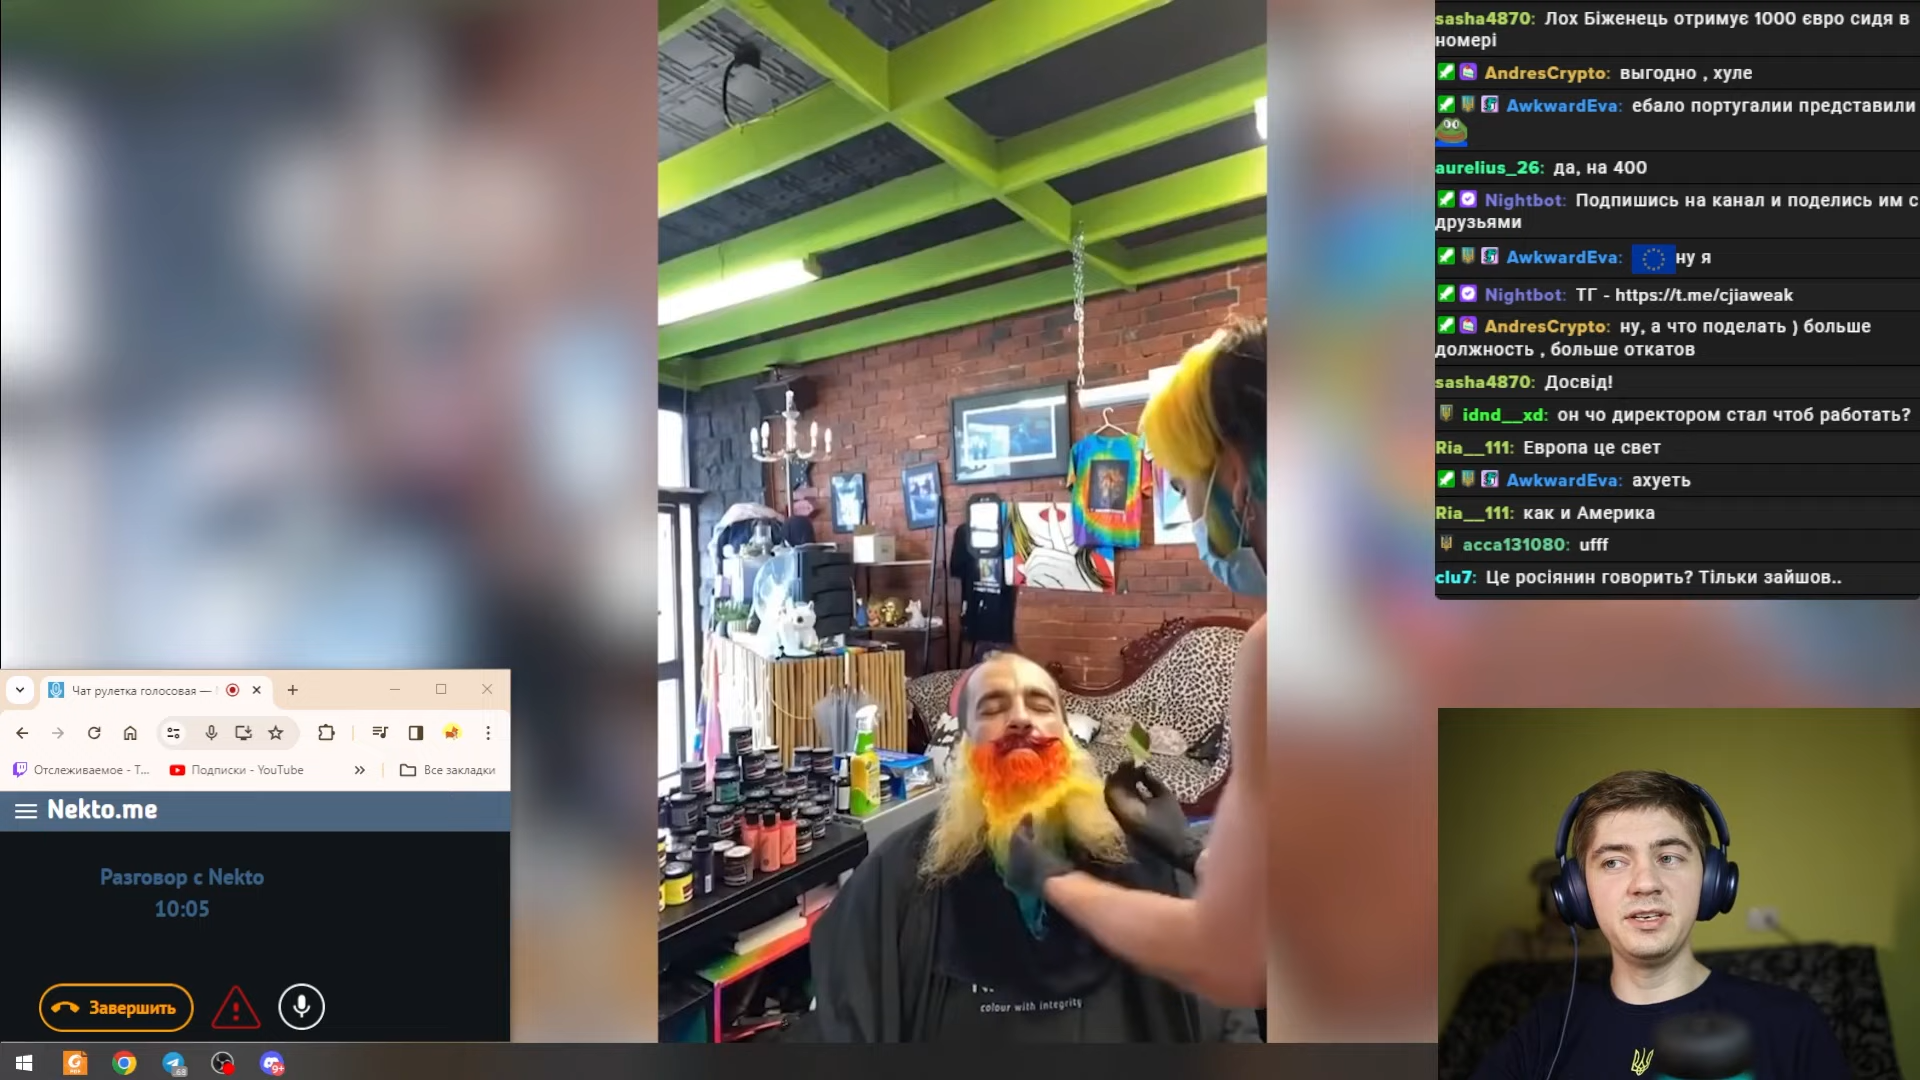 sasha4870: Лох Біженець отримує 1000 євро сидя в
номері
AndresCrypto: выгодно , хуле
AwkwardEva: ебало португалии представили
aurelius_26: да, на 400
Nightbot: Подпишись на канал и поделись им с
друзьями
AwkwardEva: ну я
Nightbot: ТГ - https://t.me/cjiaweak
AndresCrypto: ну, а что поделать ) больше
должность , больше откатов
sasha4870: Досвід!
idnd__xd: он чо директором стал чтоб работать?
Ria__111: Европа це свет
AwkwardEva: ахуеть
Ria__111: как и Америка
acca131080: ufff
clu7: Це росіянин говорить? Тільки зайшов..
Чат рулетка голосовая —
Отслеживаемое - T...
Подписки - YouTube
Все закладки
Nekto.me
Разговор с Nekto
10:05
Завершить
colour with integrity
68
9+